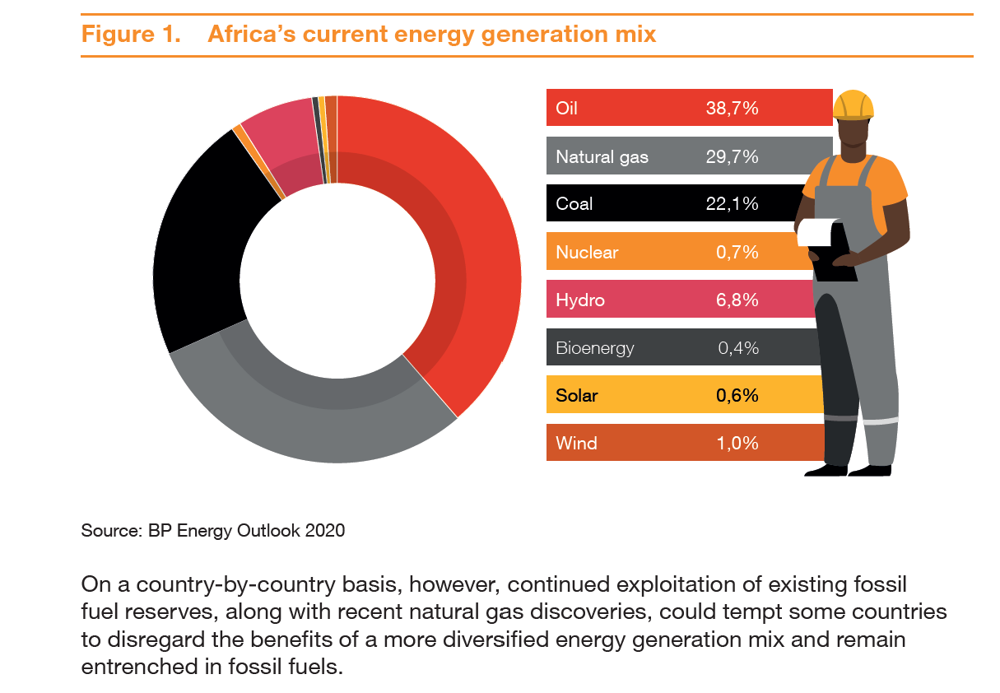 Figure 1. Africa's current energy generation mix
Oil 38,7%
Natural gas 29,7%
Coal 22,1%
Nuclear 0,7%
Hydro 6,8%
Bioenergy 0,4%
Solar 0,6%
Wind 1,0%
Source: BP Energy Outlook 2020
On a country-by-country basis, however, continued exploitation of existing fossil
fuel reserves, along with recent natural gas discoveries, could tempt some countries
to disregard the benefits of a more diversified energy generation mix and remain
entrenched in fossil fuels.